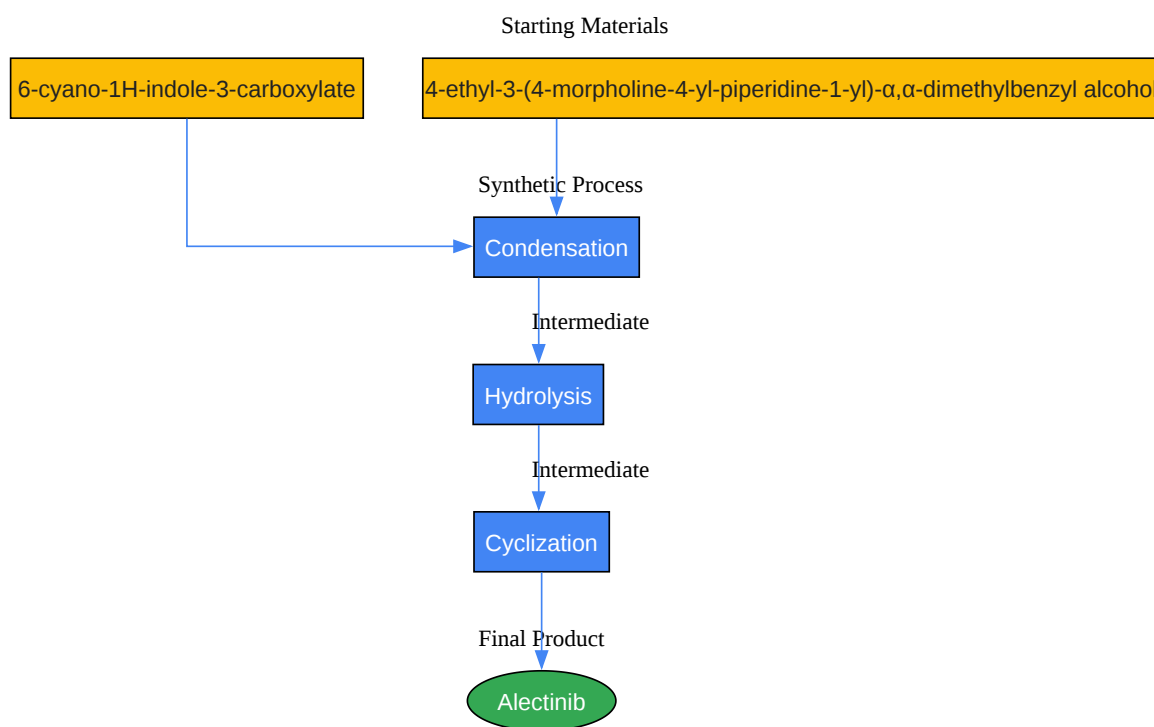 Starting Materials
6-cyano-1H-indole-3-carboxylate
4-ethyl-3-(4-morpholine-4-yl-piperidine-1-yl)-α,α-dimethylbenzyl alcohol
Synthetic Process
Condensation
Intermediate
Hydrolysis
Intermediate
Cyclization
Final Product
Alectinib